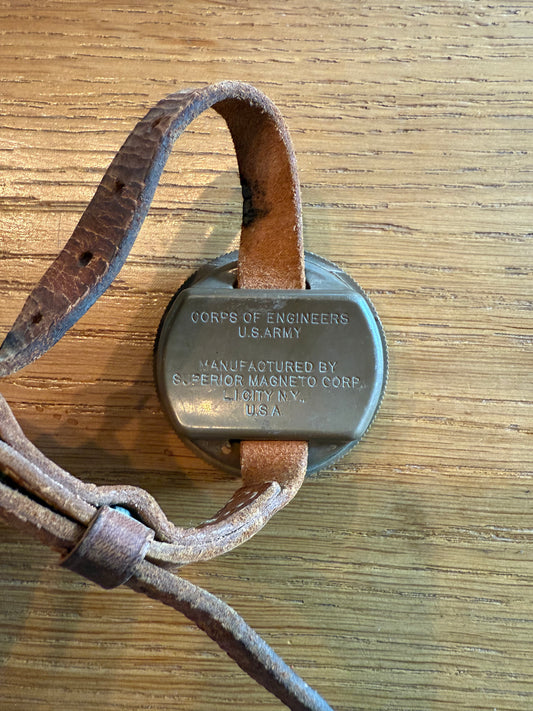 CORPS OF ENGINEERS
U.S.ARMY
MANUFACTURED BY
SUPERIOR MAGNETO CORP.
L.I CITY N.Y.,
U.S.A